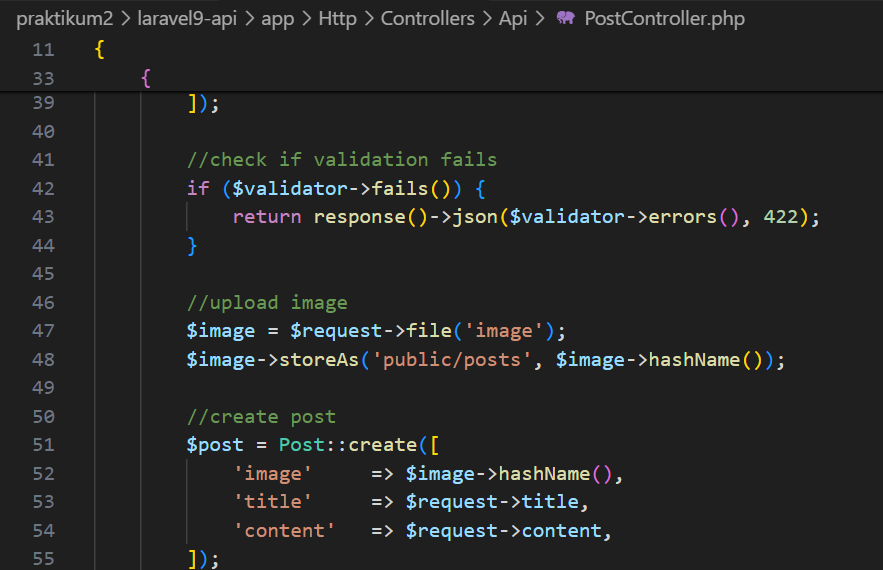 praktikum2 > laravel9-api > app > Http > Controllers > Api > PostController.php
11 {
33 {
39 ]);
40
41 //check if validation fails
42 if ($validator->fails()) {
43 return response()->json($validator->errors(), 422);
44 }
45
46 //upload image
47 $image = $request->file('image');
48 $image->storeAs('public/posts', $image->hashName());
49
50 //create post
51 $post = Post::create([
52 'image' => $image->hashName(),
53 'title' => $request->title,
54 'content' => $request->content,
55 ]);